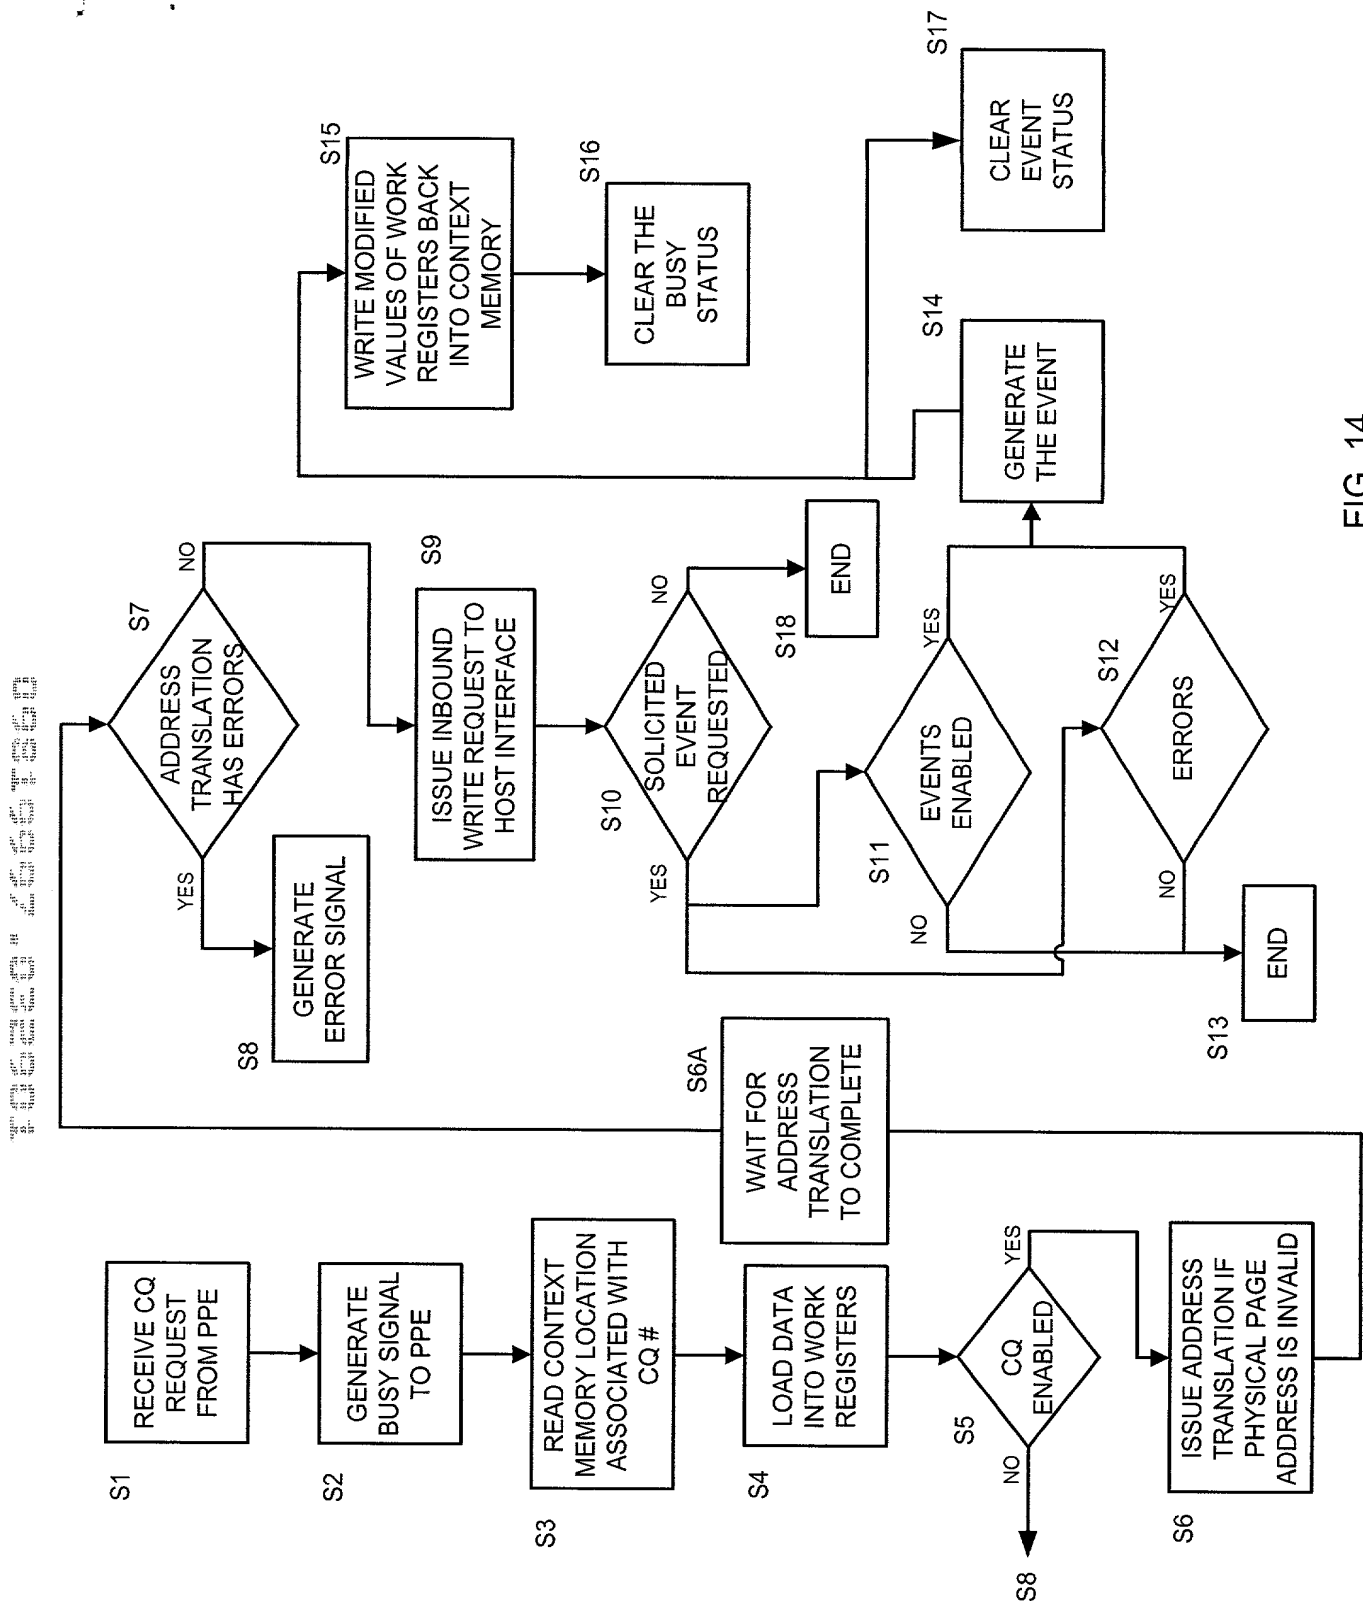 S1
RECEIVE CQ
REQUEST
FROM PPE
S2
GENERATE
BUSY SIGNAL
TO PPE
S3
READ CONTEXT
MEMORY LOCATION
ASSOCIATED WITH
CQ #
S4
LOAD DATA
INTO WORK
REGISTERS
S5
CQ
ENABLED
NO
S8
YES
S6
ISSUE ADDRESS
TRANSLATION IF
PHYSICAL PAGE
ADDRESS IS INVALID
S6A
WAIT FOR
ADDRESS
TRANSLATION
TO COMPLETE
S7
ADDRESS
TRANSLATION
HAS ERRORS
YES
NO
S8
GENERATE
ERROR SIGNAL
S9
ISSUE INBOUND
WRITE REQUEST TO
HOST INTERFACE
S10
SOLICITED
EVENT
REQUESTED
YES
NO
S18
END
S11
EVENTS
ENABLED
NO
YES
S12
ERRORS
NO
YES
S13
END
S14
GENERATE
THE EVENT
S15
WRITE MODIFIED
VALUES OF WORK
REGISTERS BACK
INTO CONTEXT
MEMORY
S16
CLEAR THE
BUSY
STATUS
S17
CLEAR
EVENT
STATUS
FIG. 14